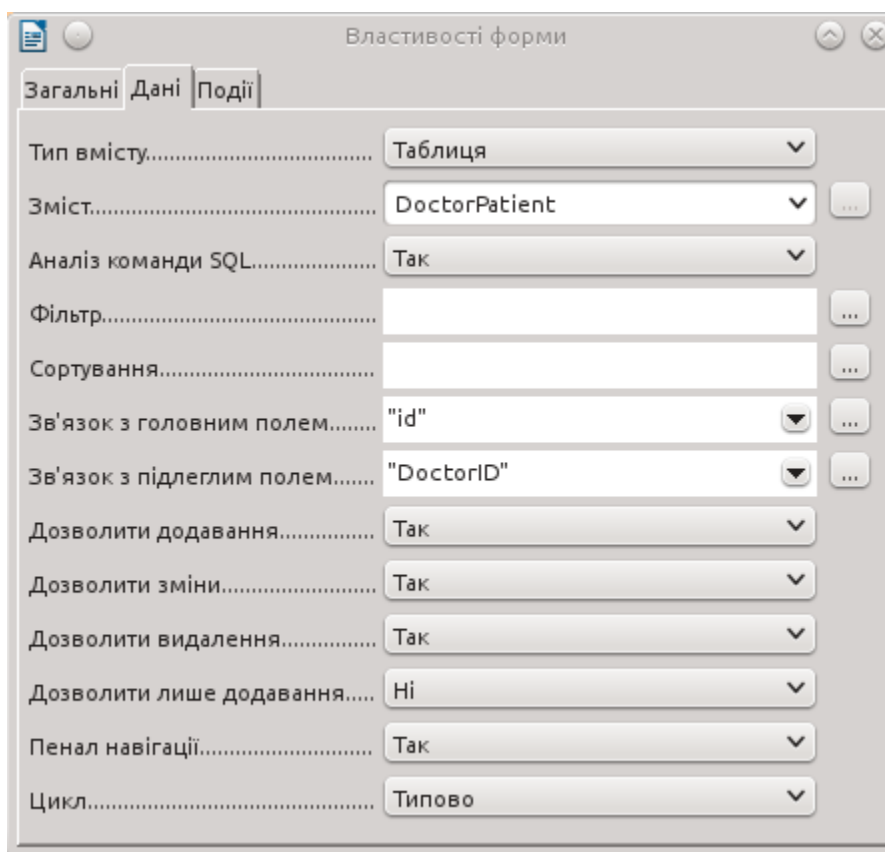 Властивості форми
Загальні Дані Події
Тип вмісту........................................ Таблиця
Зміст................................................. DoctorPatient ...
Аналіз команди SQL...................... Так
Фільтр............................................... ...
Сортування..................................... ...
Зв'язок з головним полем........ "id" ...
Зв'язок з підлеглим полем....... "DoctorID" ...
Дозволити додавання................. Так
Дозволити зміни........................... Так
Дозволити видалення................ Так
Дозволити лише додавання..... Ні
Пенал навігації.............................. Так
Цикл.................................................. Типово